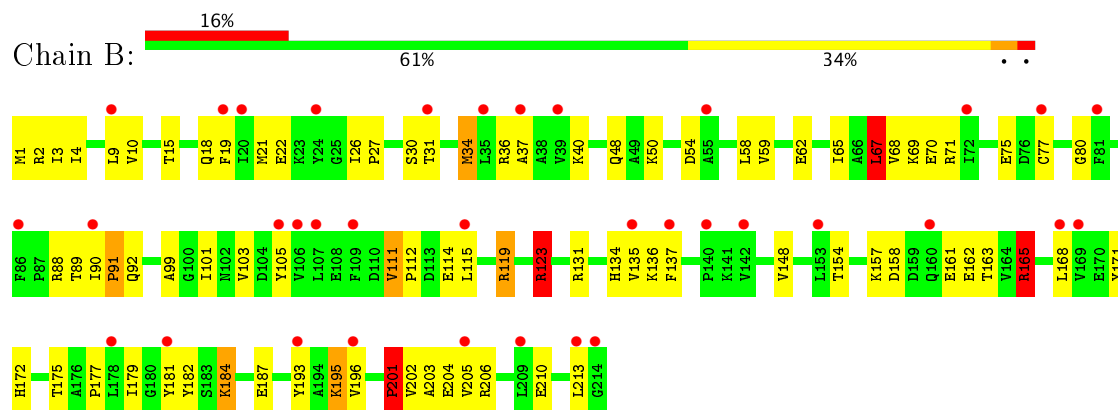 16%
Chain B:
61% 34% • •
M1 R2 I3 I4 L9 V10 T15 Q18 F19 I20 M21 E22 K23 Y24 G25 I26 P27 S30 T31 M34 L35 R36 A37 A38 V39 K40 Q48 A49 K50 D54 A55 L58 V59 E62 I65 A66 L67 V68 K69 E70 R71 I72 E75 D76 C77 G80 F81
F86 P87 R88 T89 I90 P91 Q92 A99 G100 I101 N102 V103 D104 Y105 V106 L107 E108 F109 D110 V111 P112 D113 E114 L115 R119 R123 R131 H134 V135 K136 F137 P140 K141 V142 V148 L153 T154 K157 D158 D159 Q160 E161 E162 T163 V164 R165 L168 V169 E170 Y171
H172 T175 A176 P177 L178 I179 G180 Y181 Y182 S183 K184 E187 Y193 A194 K195 V196 P201 V202 A203 E204 V205 R206 L209 E210 L213 G214